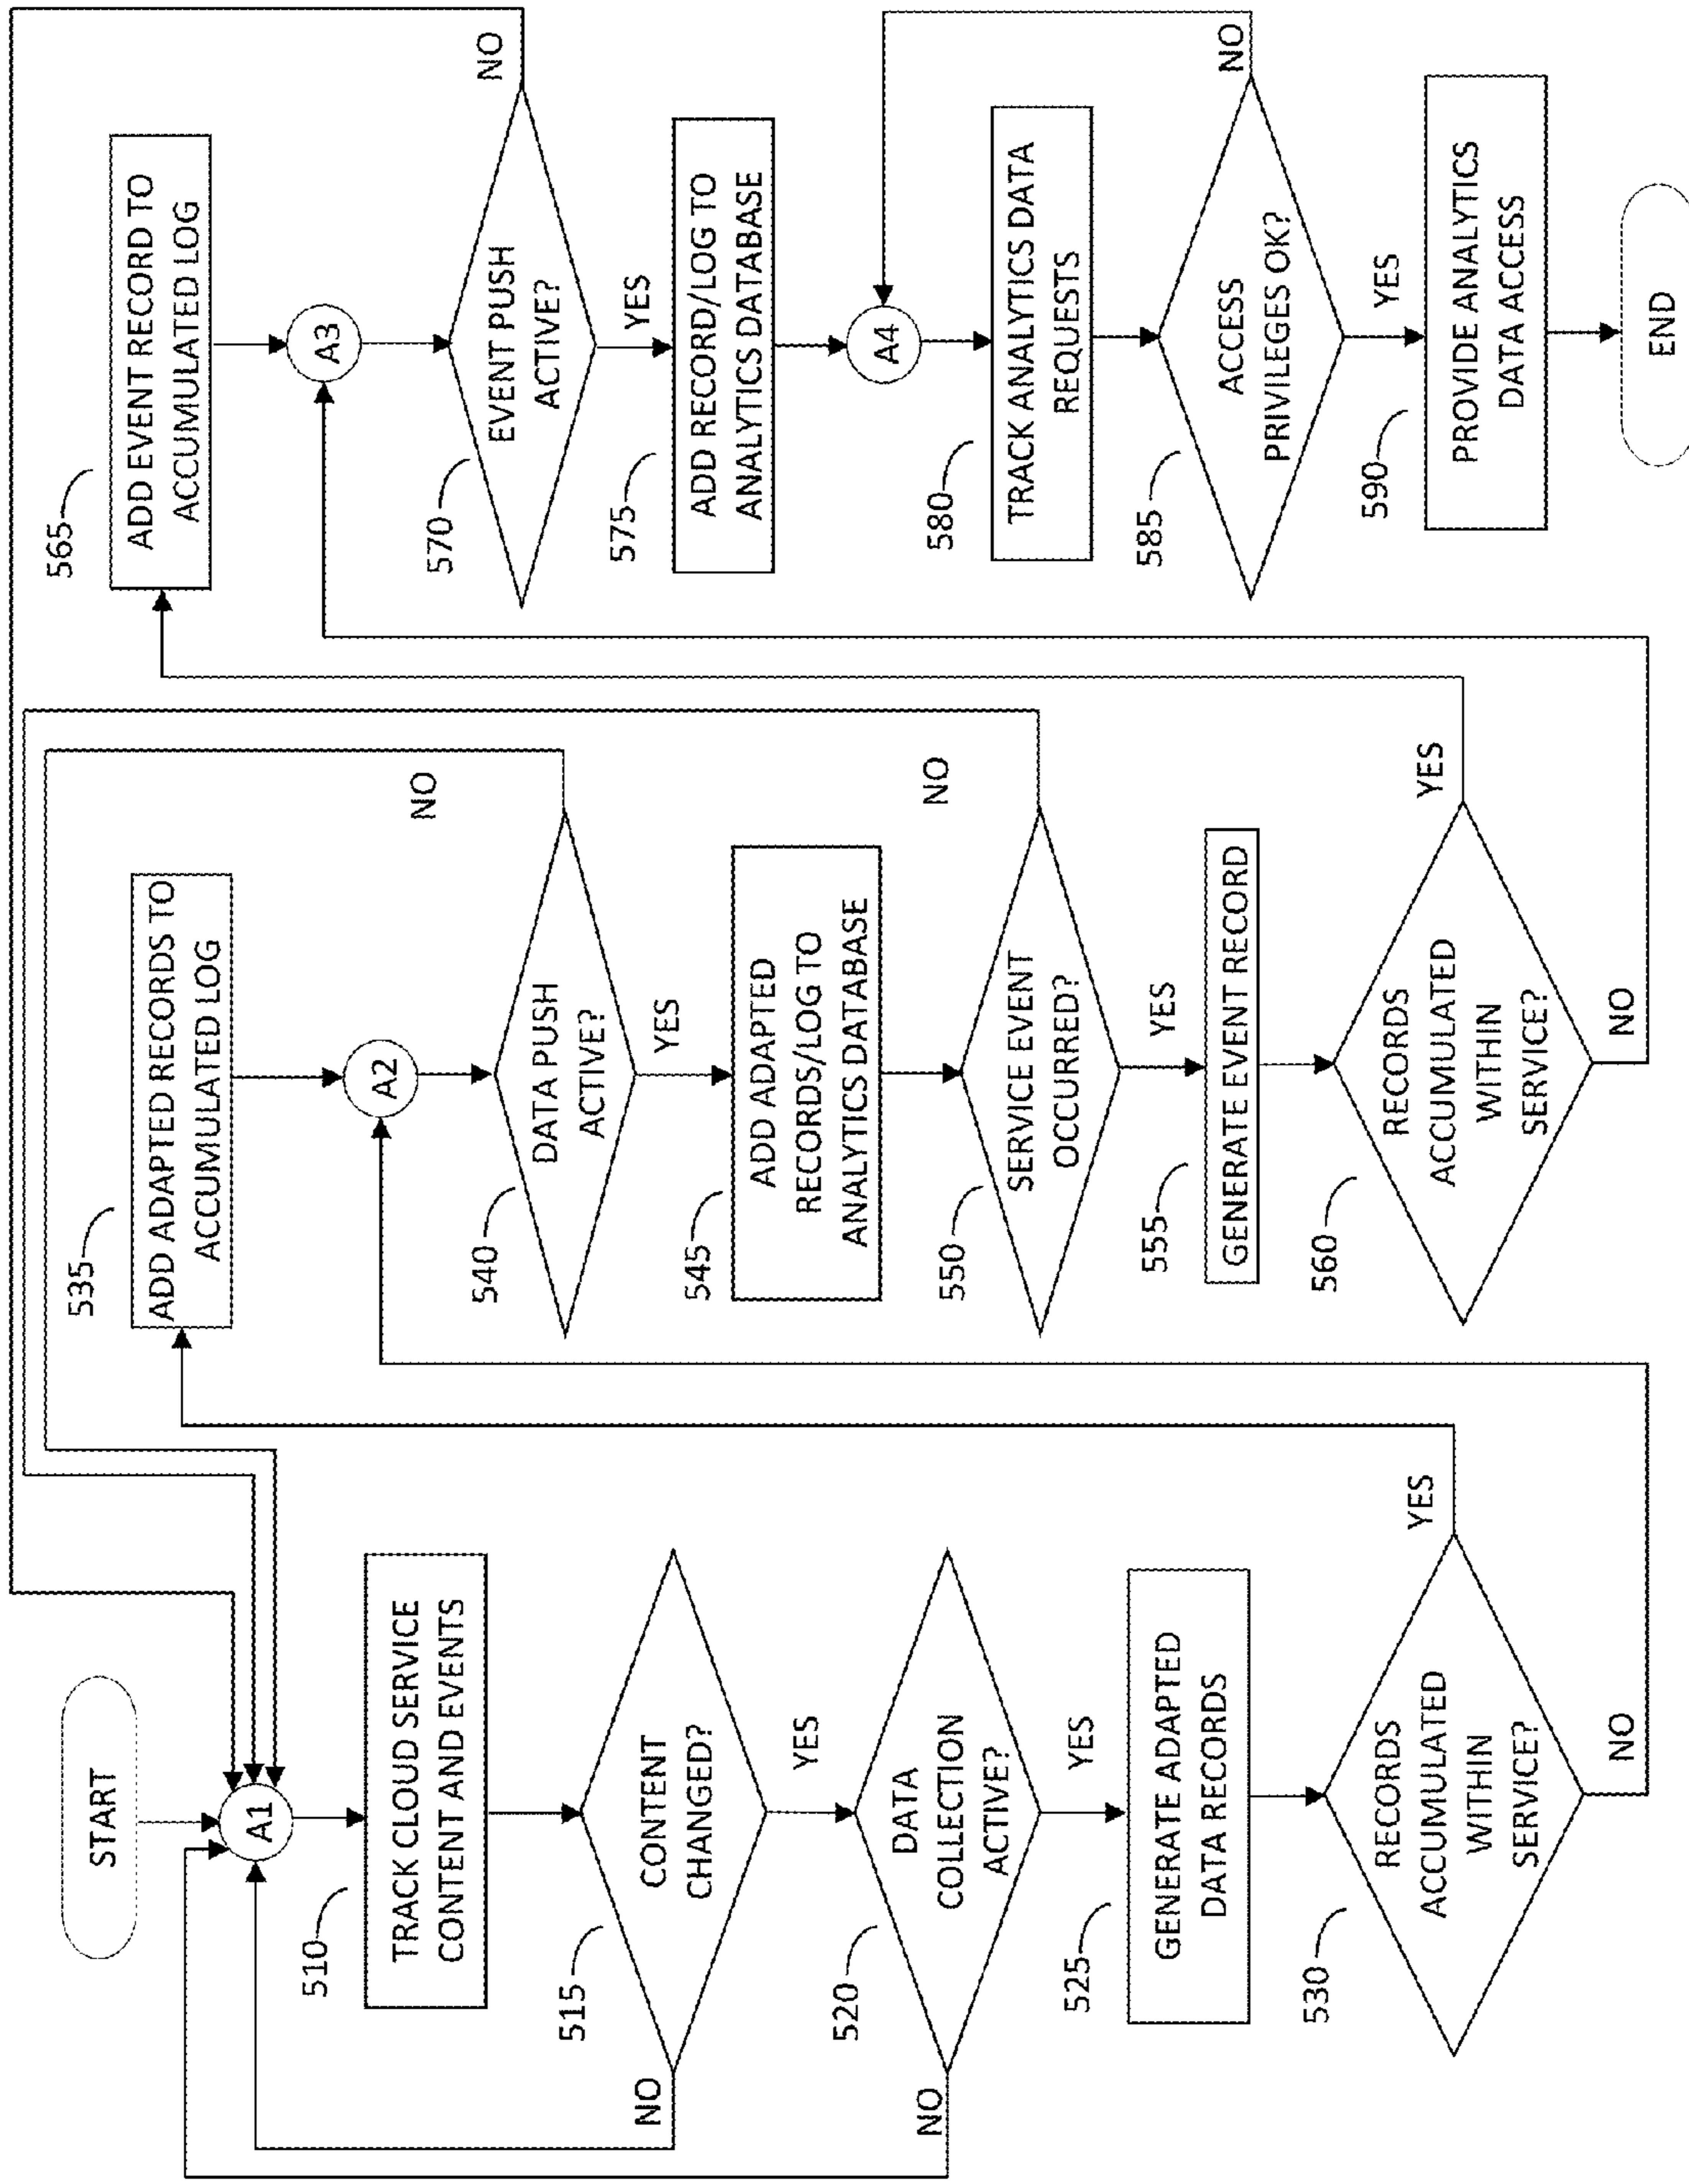 START
A1
510
TRACK CLOUD SERVICE
CONTENT AND EVENTS
515
CONTENT
CHANGED?
NO
YES
520
DATA
COLLECTION
ACTIVE?
NO
YES
525
GENERATE ADAPTED
DATA RECORDS
530
RECORDS
ACCUMULATED
WITHIN
SERVICE?
YES
NO
535
ADD ADAPTED RECORDS TO
ACCUMULATED LOG
A2
540
DATA PUSH
ACTIVE?
NO
YES
545
ADD ADAPTED
RECORDS/LOG TO
ANALYTICS DATABASE
550
SERVICE EVENT
OCCURRED?
NO
YES
555
GENERATE EVENT RECORD
560
RECORDS
ACCUMULATED
WITHIN
SERVICE?
YES
NO
565
ADD EVENT RECORD TO
ACCUMULATED LOG
A3
570
EVENT PUSH
ACTIVE?
NO
YES
575
ADD RECORD/LOG TO
ANALYTICS DATABASE
A4
580
TRACK ANALYTICS DATA
REQUESTS
585
ACCESS
PRIVILEGES OK?
NO
YES
590
PROVIDE ANALYTICS
DATA ACCESS
END